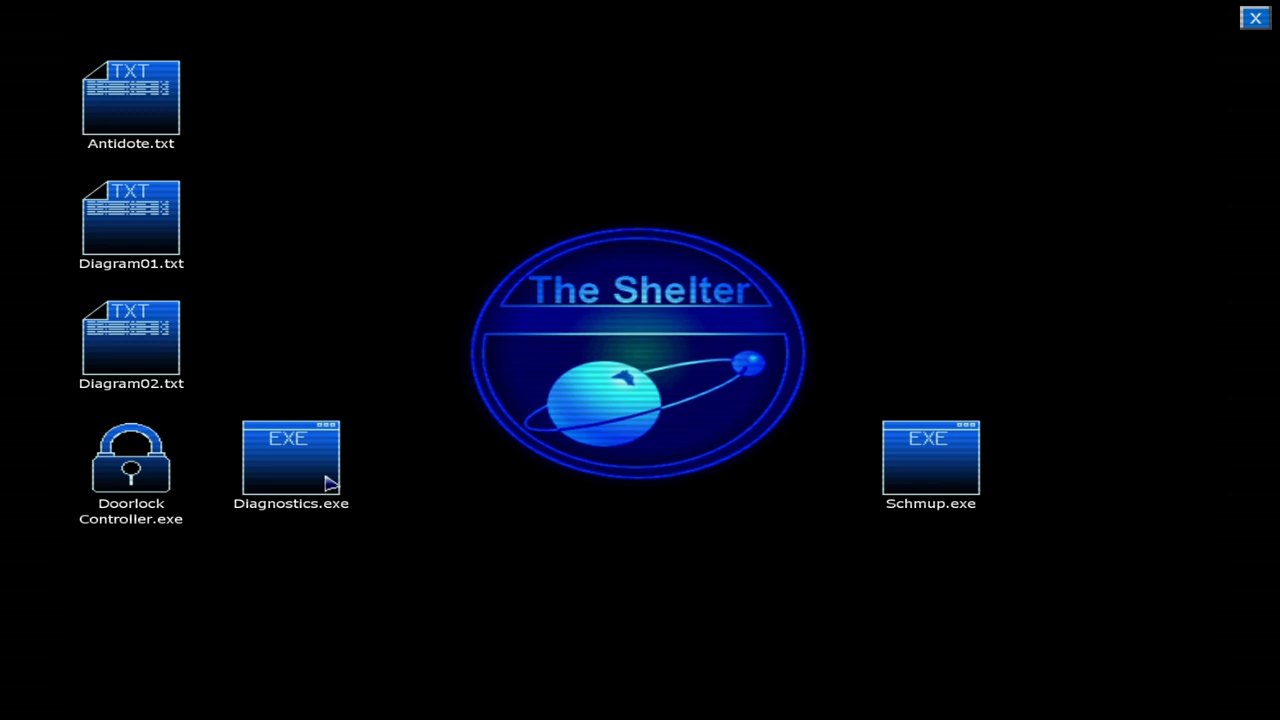 X
TXT
Antidote.txt
TXT
Diagram01.txt
The Shelter
TXT
Diagram02.txt
EXE
EXE
Doorlock
Controller.exe
Diagnostics.exe
Schmup.exe